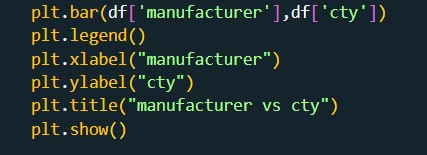 plt.bar(df['manufacturer'],df['cty'])
plt.legend()
plt.xlabel("manufacturer")
plt.ylabel("cty")
plt.title("manufacturer vs cty")
plt.show()